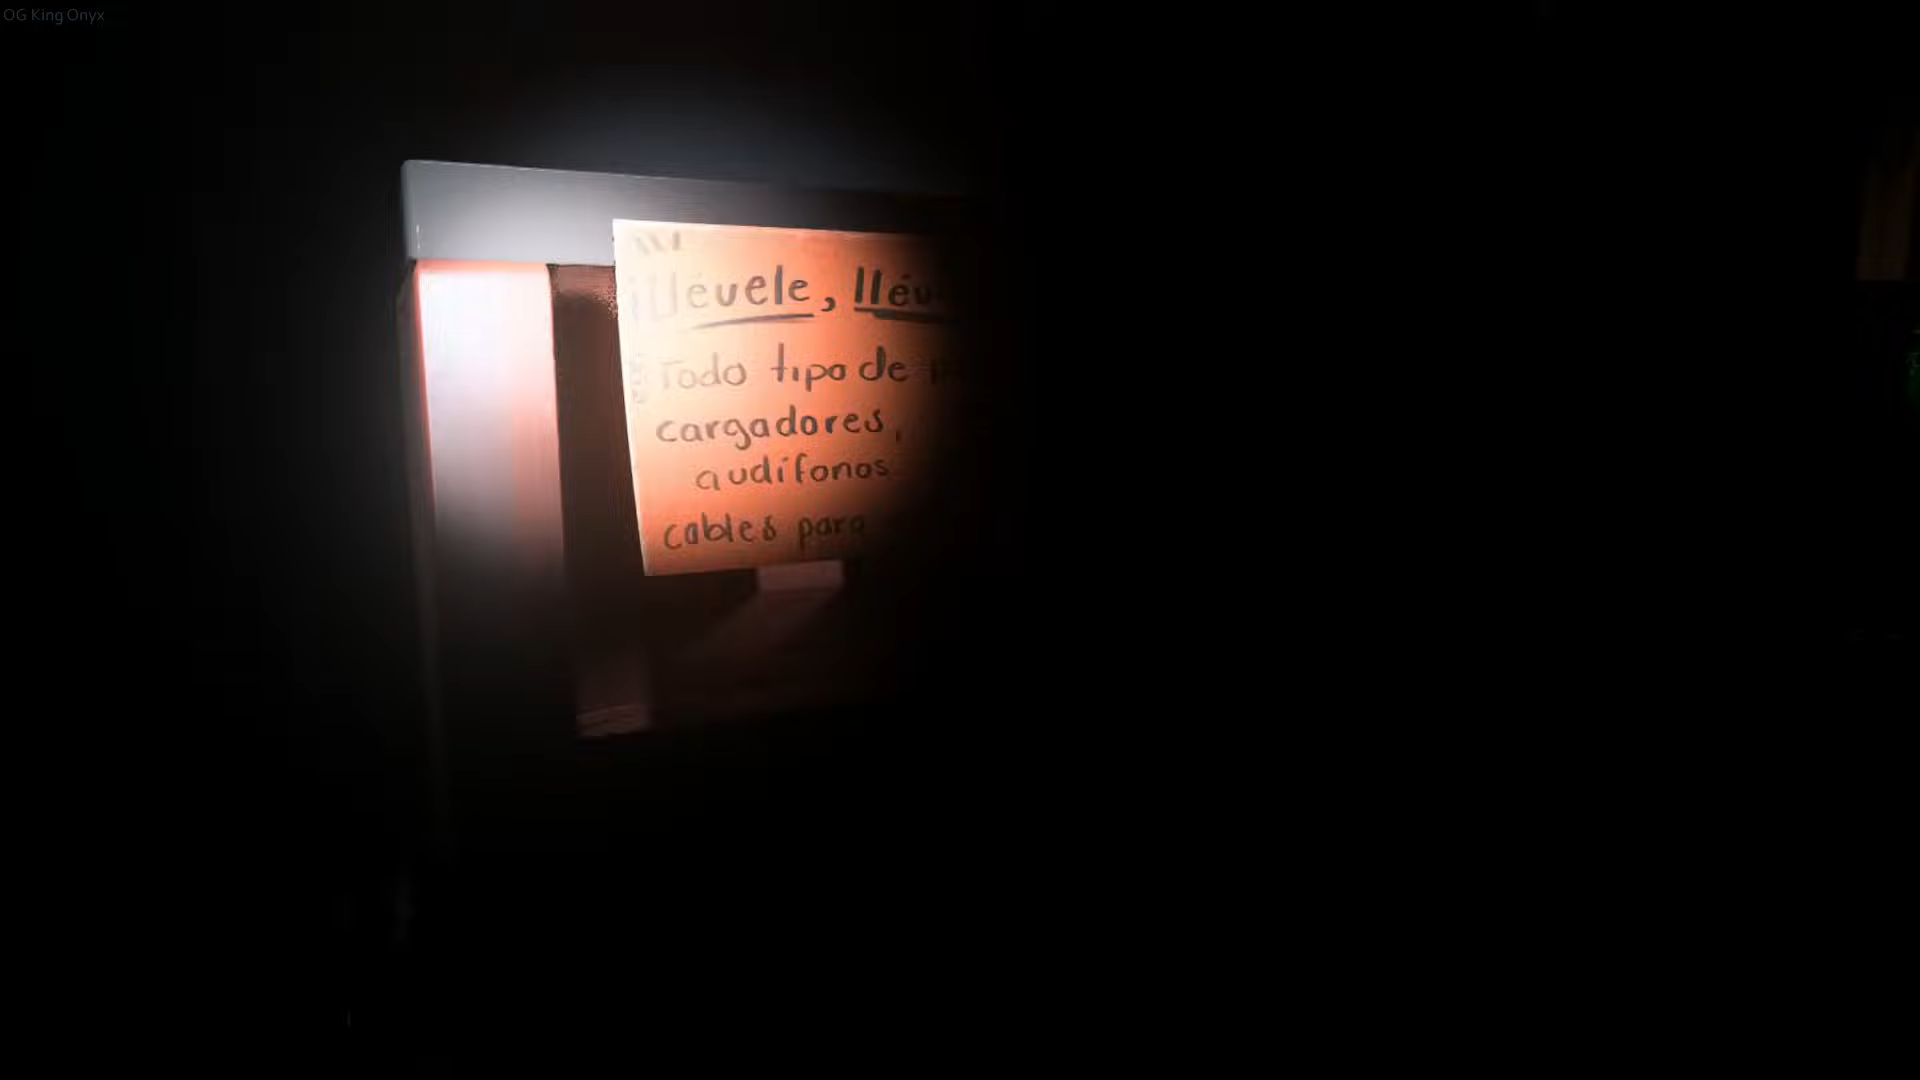 OG King Onyx
¡Llévele, llév
Todo tipo de
cargadores,
audífonos
cables para